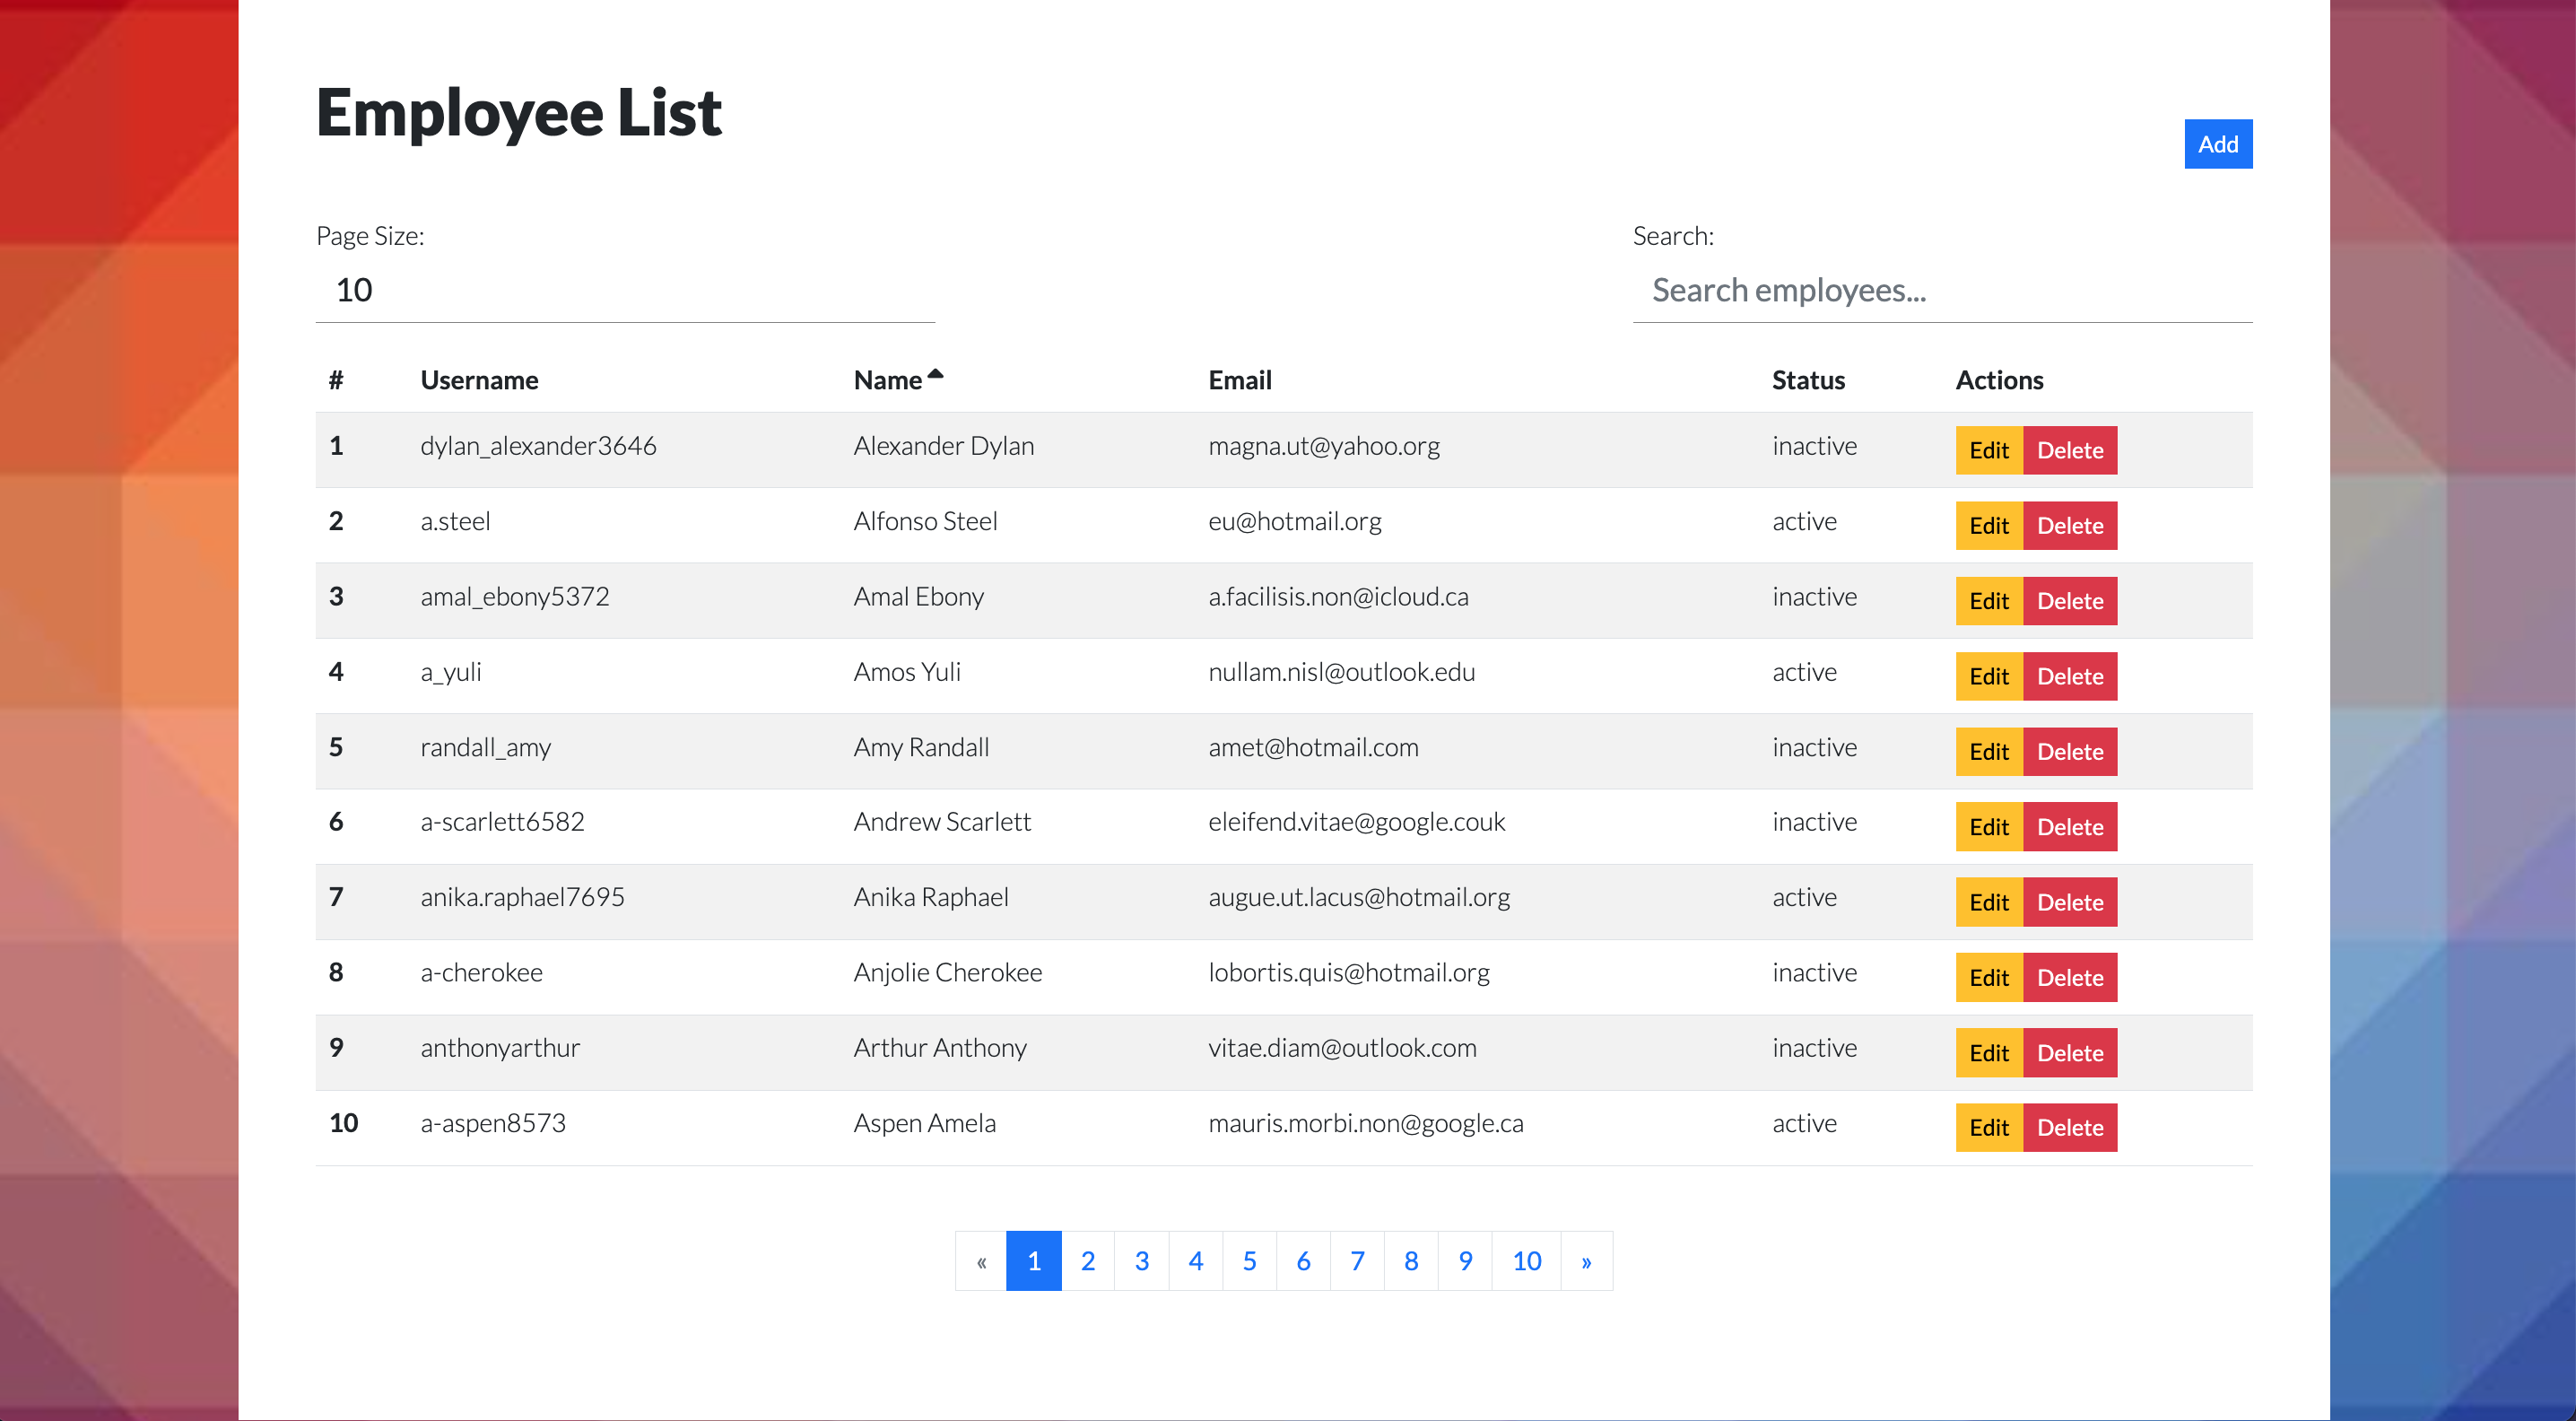 Employee List
Add
Page Size:
Search:
10
Search employees...
# Username Name Email Status Actions
1 dylan_alexander3646 Alexander Dylan magna.ut@yahoo.org inactive Edit Delete
2 a.steel Alfonso Steel eu@hotmail.org active Edit Delete
3 amal_ebony5372 Amal Ebony a.facilisis.non@icloud.ca inactive Edit Delete
4 a_yuli Amos Yuli nullam.nisl@outlook.edu active Edit Delete
5 randall_amy Amy Randall amet@hotmail.com inactive Edit Delete
6 a-scarlett6582 Andrew Scarlett eleifend.vitae@google.couk inactive Edit Delete
7 anika.raphael7695 Anika Raphael augue.ut.lacus@hotmail.org active Edit Delete
8 a-cherokee Anjolie Cherokee lobortis.quis@hotmail.org inactive Edit Delete
9 anthonyarthur Arthur Anthony vitae.diam@outlook.com inactive Edit Delete
10 a-aspen8573 Aspen Amela mauris.morbi.non@google.ca active Edit Delete
« 1 2 3 4 5 6 7 8 9 10 »